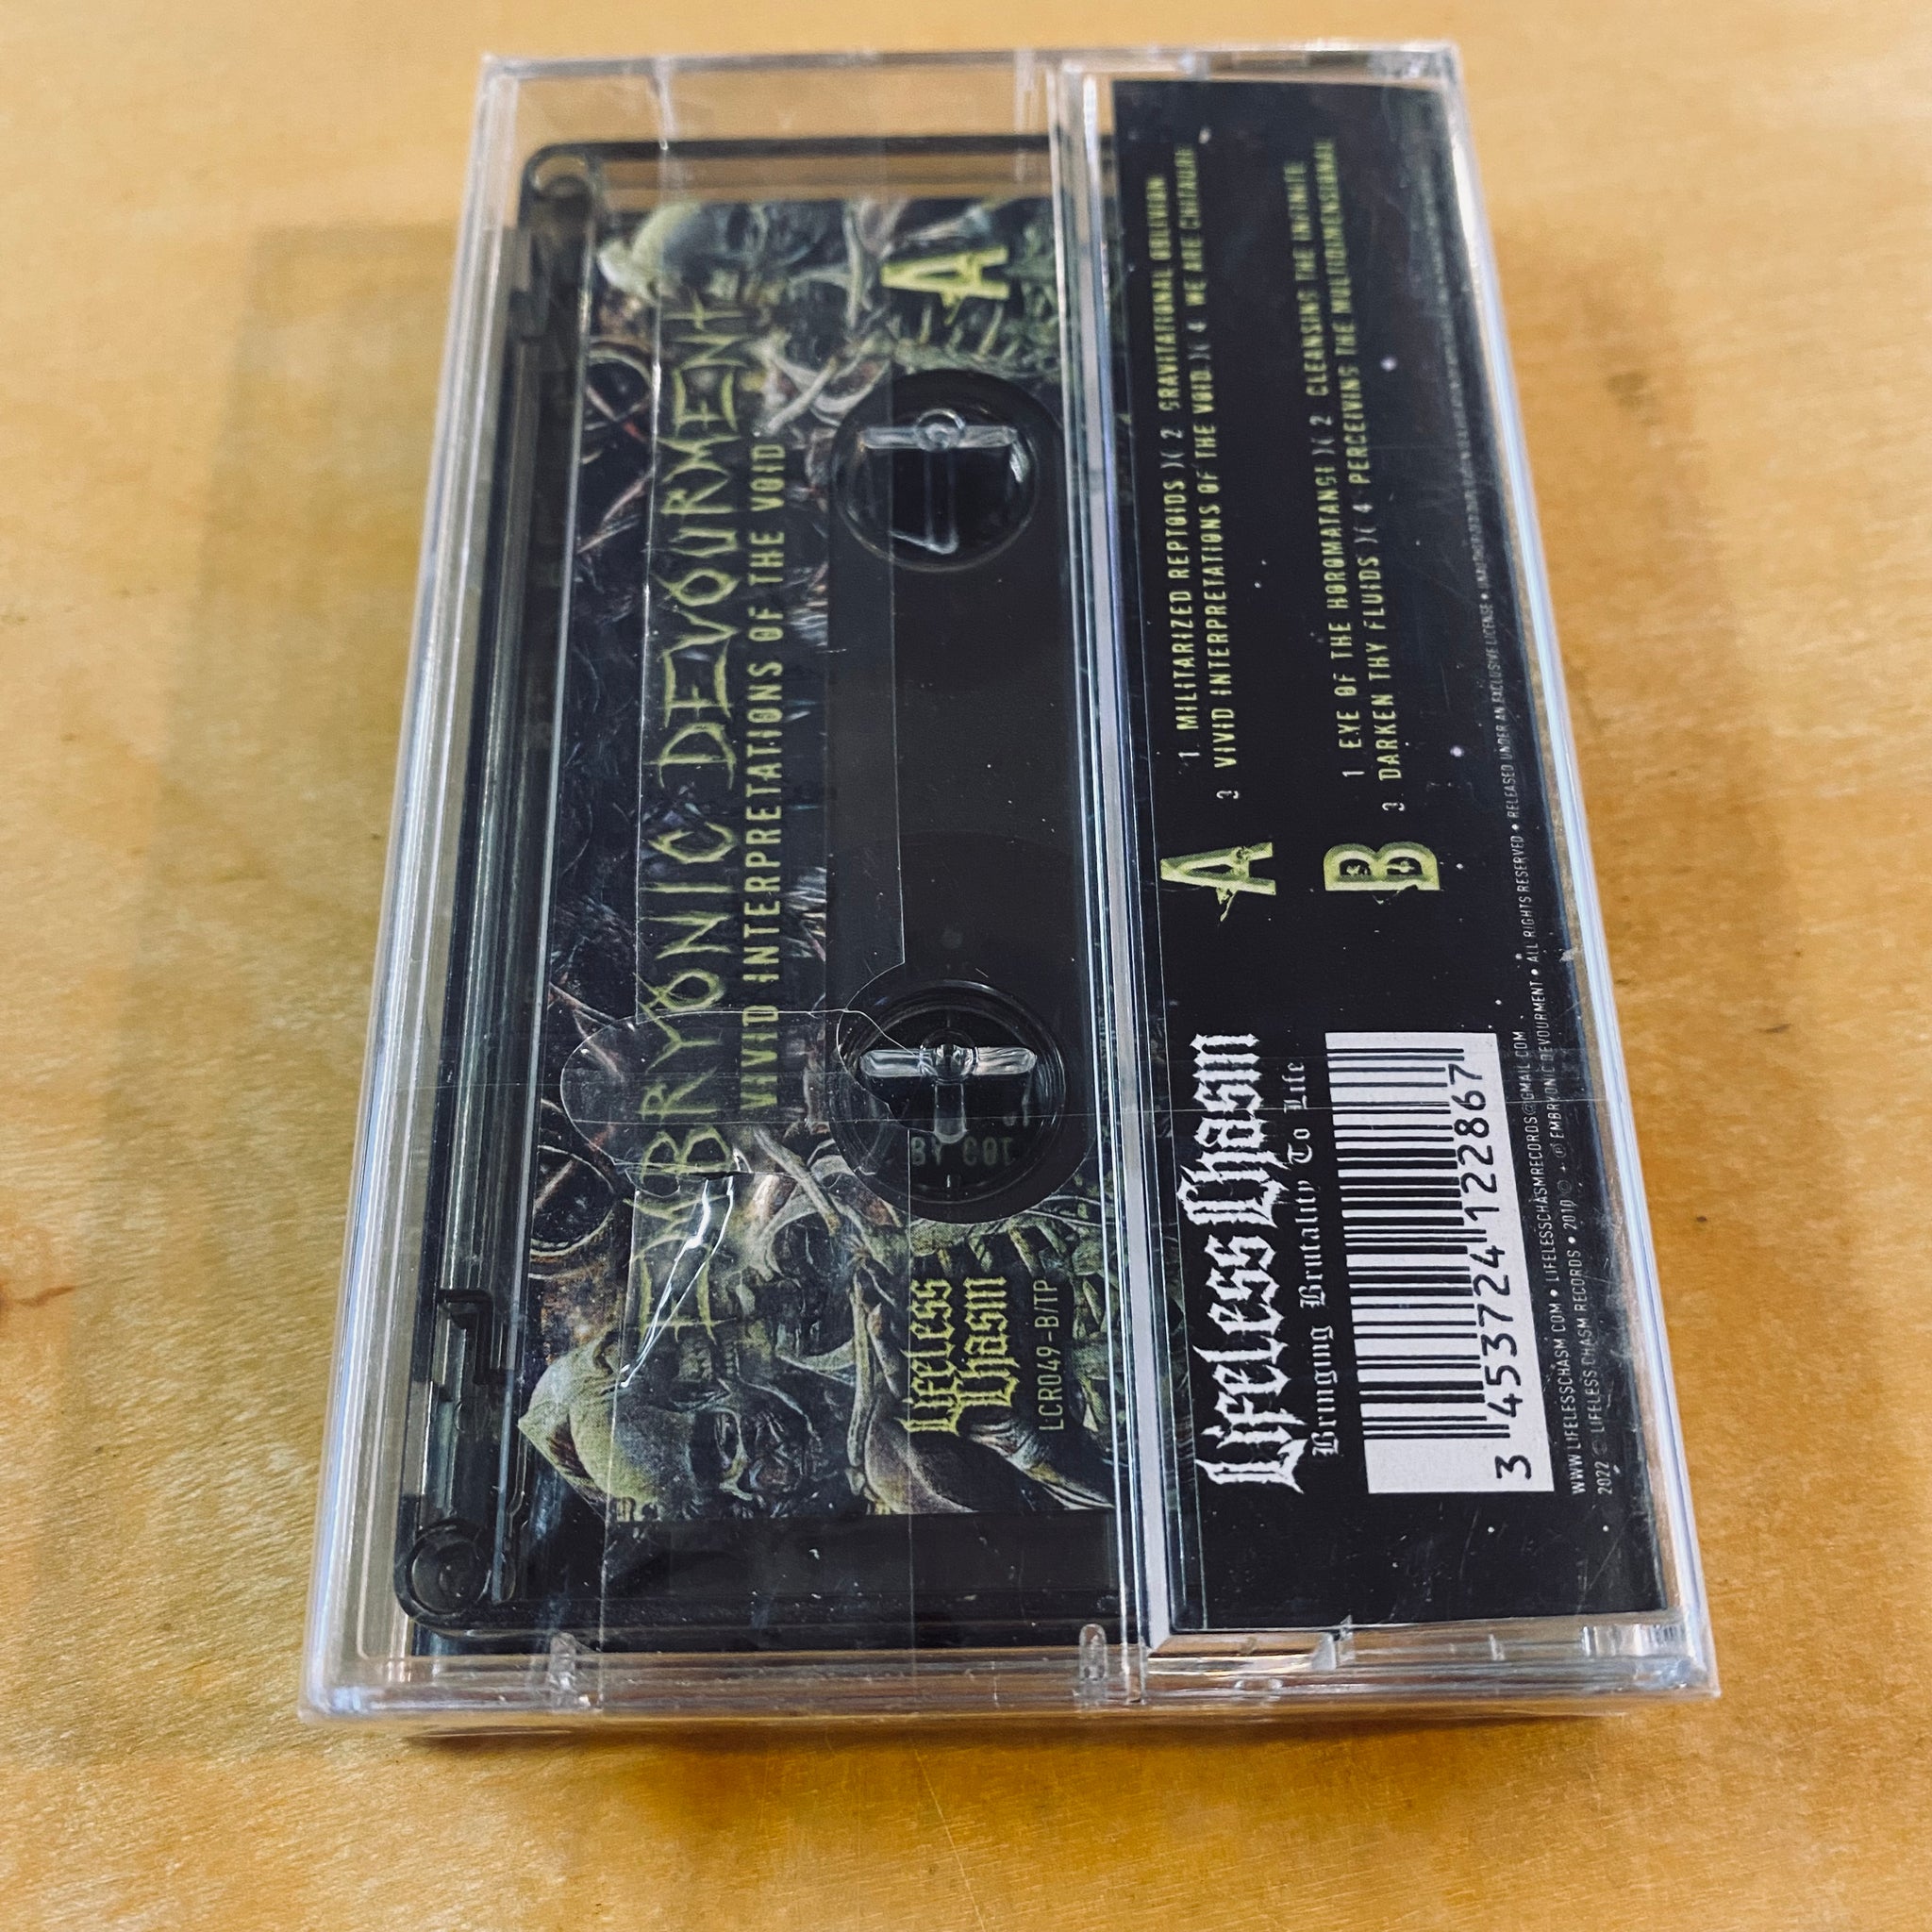 EMBRYONIC DEVOURMENT
VIVID INTERPRETATIONS OF THE VOID
A
Lifeless
Chasm
LCR049-B/TP
BY
A
1 MILITARIZED REPTOIDS )( 2 GRAVITATIONAL OBLIVION
3 VIVID INTERPRETATIONS OF THE VOID )( 4 WE ARE CHITAURI
B
1 EYE OF THE HOROMATANGI )( 2 CLEANSING THE INFINITE
3 DARKEN THY FLUIDS )( 4 PERCEIVING THE MULTIDIMENSIONAL
Lifeless Chasm
Bringing Brutality To Life
3 453724 122867
WWW.LIFELESSCHASM.COM • LIFELESSCHASMRECORDS@GMAIL.COM
2022 © LIFELESS CHASM RECORDS • 2010 © + ℗ EMBRYONIC DEVOURMENT • ALL RIGHTS RESERVED • RELEASED UNDER AN EXCLUSIVE LICENSE •